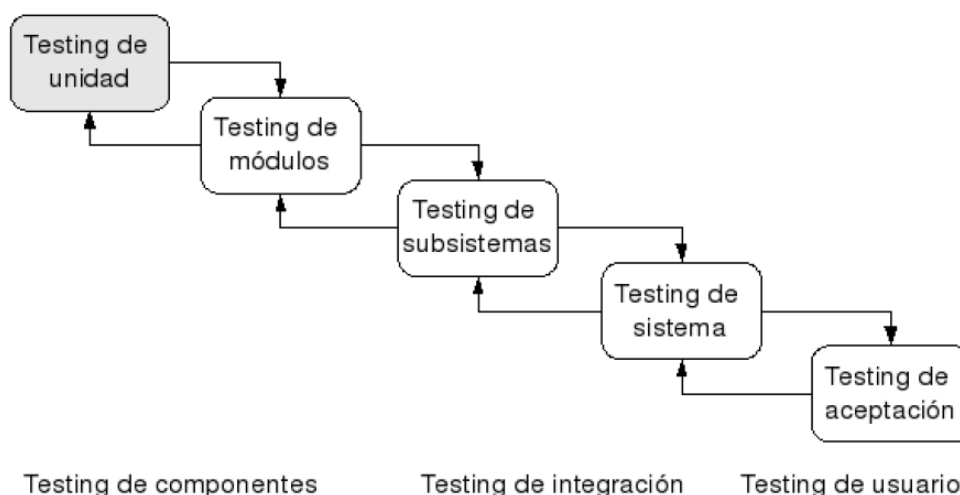 Testing de
unidad
Testing de
módulos
Testing de
subsistemas
Testing de
sistema
Testing de
aceptación
Testing de componentes
Testing de integración
Testing de usuario